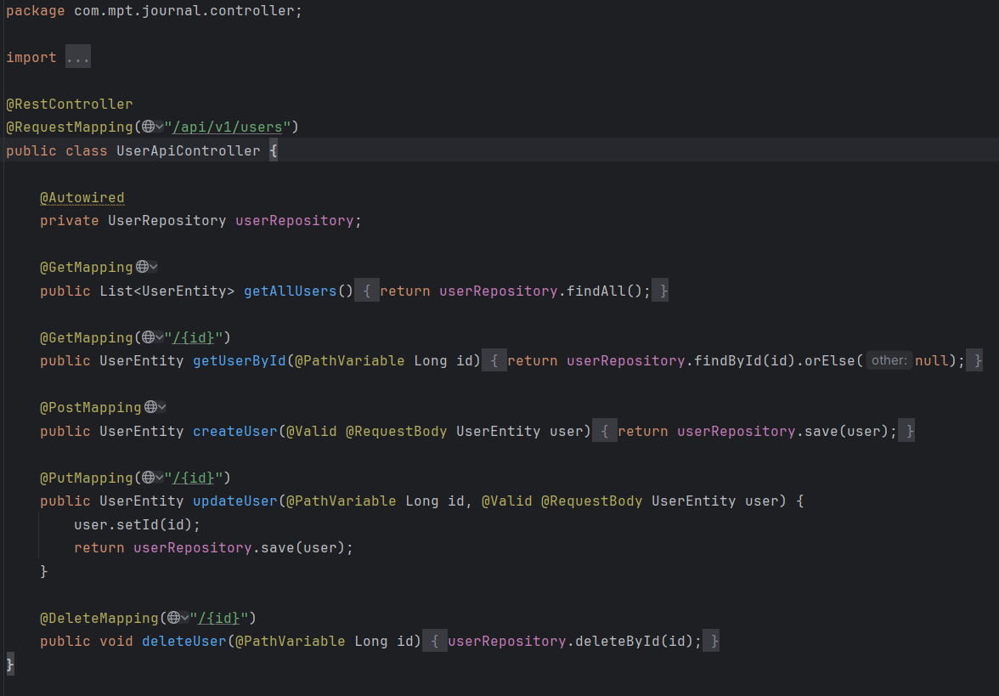 package com.mpt.journal.controller;
import ...
@RestController
@RequestMapping("/api/v1/users")
public class UserApiController {
@Autowired
private UserRepository userRepository;
@GetMapping
public List<UserEntity> getAllUsers() { return userRepository.findAll(); }
@GetMapping("/{id}")
public UserEntity getUserById(@PathVariable Long id) { return userRepository.findById(id).orElse( other: null); }
@PostMapping
public UserEntity createUser(@Valid @RequestBody UserEntity user) { return userRepository.save(user); }
@PutMapping("/{id}")
public UserEntity updateUser(@PathVariable Long id, @Valid @RequestBody UserEntity user) {
user.setId(id);
return userRepository.save(user);
}
@DeleteMapping("/{id}")
public void deleteUser(@PathVariable Long id) { userRepository.deleteById(id); }
}